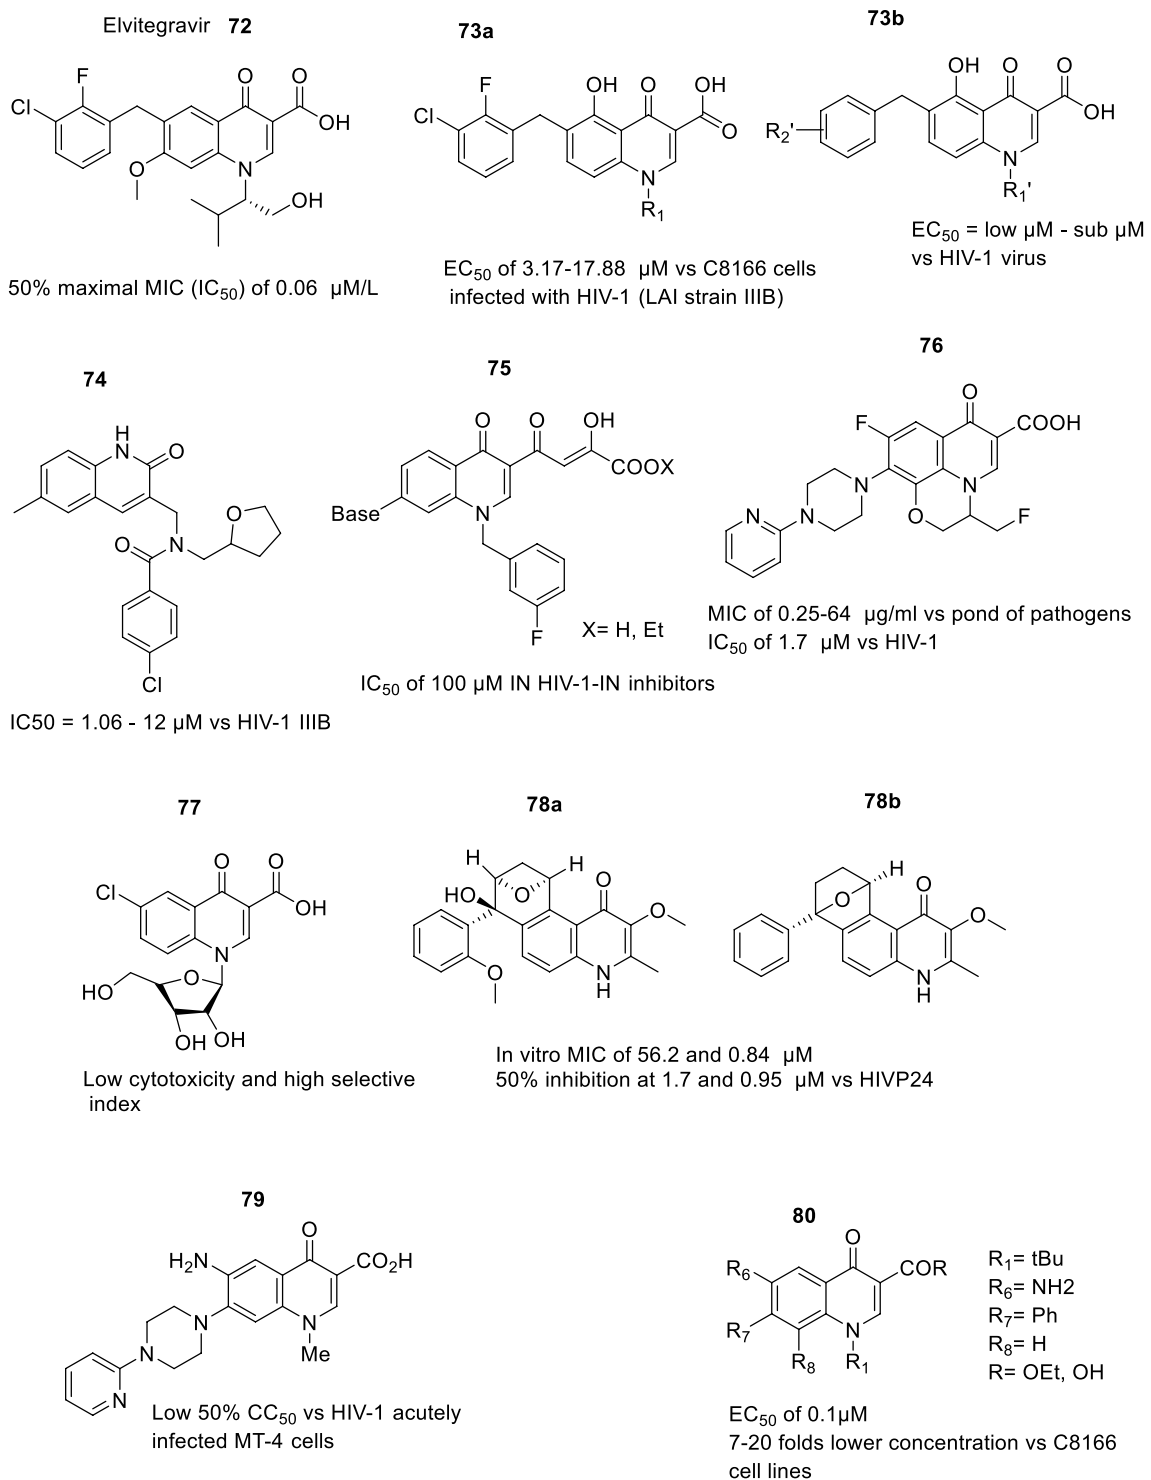 Elvitegravir 72
F
Cl
O
O
OH
O
N
OH
50% maximal MIC (IC50) of 0.06 µM/L
73a
F
Cl
OH
O
OH
O
N
R1
EC50 of 3.17-17.88 µM vs C8166 cells
infected with HIV-1 (LAI strain IIIB)
73b
OH
O
O
OH
R2'
N
R1'
EC50 = low µM - sub µM
vs HIV-1 virus
74
H
N
O
O
O
N
Cl
IC50 = 1.06 - 12 µM vs HIV-1 IIIB
75
O
O
OH
COOX
Base
N
F
X= H, Et
IC50 of 100 µM IN HIV-1-IN inhibitors
76
O
F
COOH
N
N
N
N
O
F
MIC of 0.25-64 µg/ml vs pond of pathogens
IC50 of 1.7 µM vs HIV-1
77
O
O
Cl
OH
N
O
HO
OH
OH
Low cytotoxicity and high selective
index
78a
H
H
HO
O
O
O
O
N
H
78b
H
O
O
O
N
H
In vitro MIC of 56.2 and 0.84 µM
50% inhibition at 1.7 and 0.95 µM vs HIVP24
79
O
H2N
CO2H
N
N
Me
N
N
Low 50% CC50 vs HIV-1 acutely
infected MT-4 cells
80
O
R6
COR
R7
N
R8
R1
R1= tBu
R6= NH2
R7= Ph
R8= H
R= OEt, OH
EC50 of 0.1µM
7-20 folds lower concentration vs C8166
cell lines